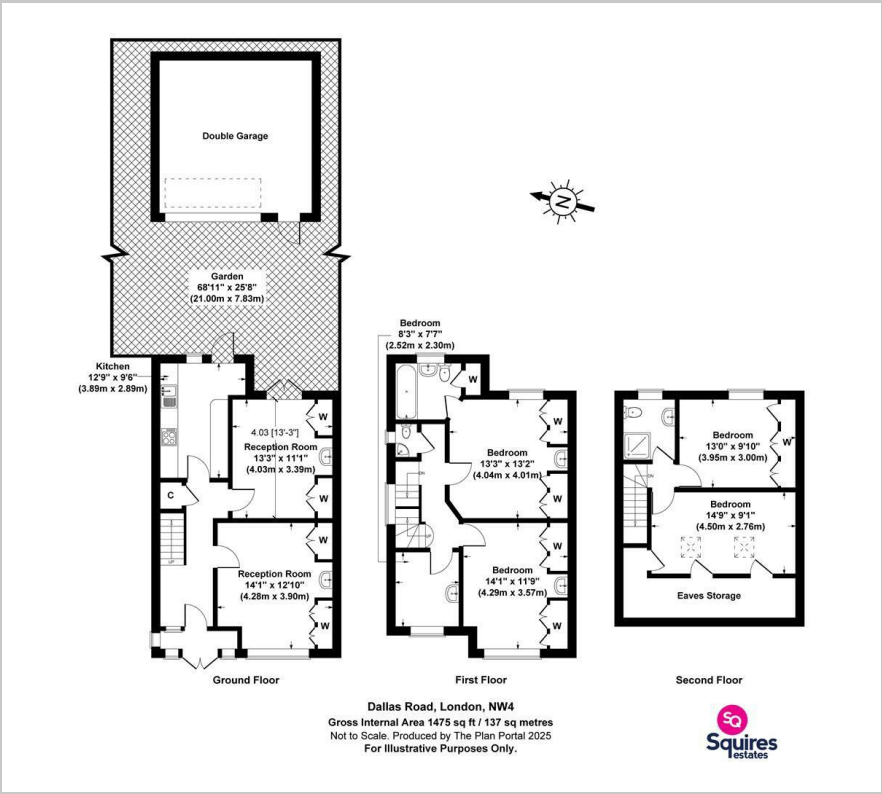 Double Garage
N
Garden
68'11" x 25'8"
(21.00m x 7.83m)
Kitchen
12'9" x 9'6"
(3.89m x 2.89m)
W
4.03 [13'-3"]
Reception Room
13'3" x 11'1"
(4.03m x 3.39m)
W
C
UP
W
Reception Room
14'1" x 12'10"
(4.28m x 3.90m)
W
Ground Floor
Bedroom
8'3" x 7'7"
(2.52m x 2.30m)
W
W
Bedroom
13'3" x 13'2"
(4.04m x 4.01m)
DN
W
UP
W
Bedroom
14'1" x 11'9"
(4.29m x 3.57m)
W
First Floor
Bedroom
13'0" x 9'10"
(3.95m x 3.00m)
W
DN
Bedroom
14'9" x 9'1"
(4.50m x 2.76m)
Eaves Storage
Second Floor
Dallas Road, London, NW4
Gross Internal Area 1475 sq ft / 137 sq metres
Not to Scale. Produced by The Plan Portal 2025
For Illustrative Purposes Only.
SQ
Squires
estates